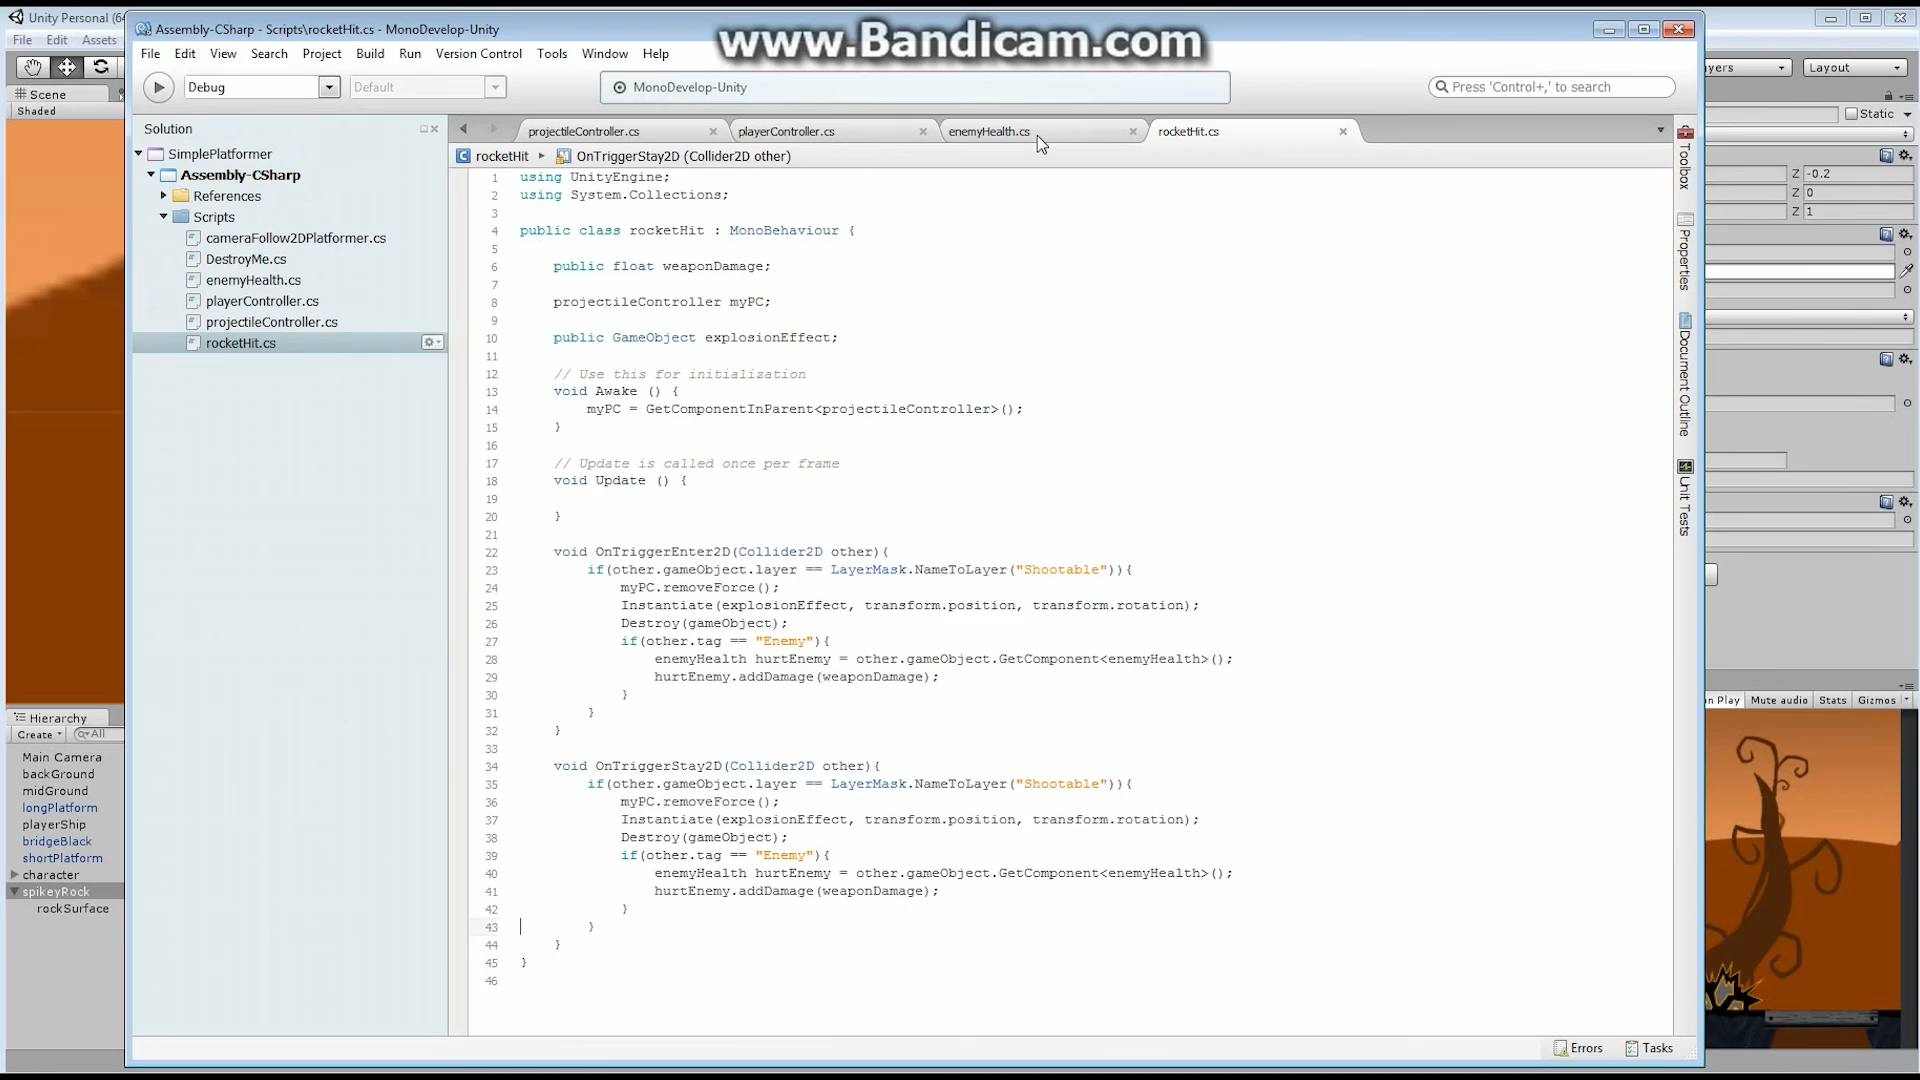 Unity Personal (64
File Edit Assets
Scene
Shaded
Assembly-CSharp - Scripts\rocketHit.cs - MonoDevelop-Unity
www.Bandicam.com
File Edit View Search Project Build Run Version Control Tools Window Help
Debug
Default
MonoDevelop-Unity
Press 'Control+,' to search
Solution
SimplePlatformer
Assembly-CSharp
References
Scripts
cameraFollow2DPlatformer.cs
DestroyMe.cs
enemyHealth.cs
playerController.cs
projectileController.cs
rocketHit.cs
projectileController.cs
playerController.cs
enemyHealth.cs
rocketHit.cs
rocketHit
OnTriggerStay2D (Collider2D other)
1 using UnityEngine;
2 using System.Collections;
3
4 public class rocketHit : MonoBehaviour {
5
6 public float weaponDamage;
7
8 projectileController myPC;
9
10 public GameObject explosionEffect;
11
12 // Use this for initialization
13 void Awake () {
14 myPC = GetComponentInParent<projectileController>();
15 }
16
17 // Update is called once per frame
18 void Update () {
19
20 }
21
22 void OnTriggerEnter2D(Collider2D other){
23 if(other.gameObject.layer == LayerMask.NameToLayer("Shootable")){
24 myPC.removeForce();
25 Instantiate(explosionEffect, transform.position, transform.rotation);
26 Destroy(gameObject);
27 if(other.tag == "Enemy"){
28 enemyHealth hurtEnemy = other.gameObject.GetComponent<enemyHealth>();
29 hurtEnemy.addDamage(weaponDamage);
30 }
31 }
32 }
33
34 void OnTriggerStay2D(Collider2D other){
35 if(other.gameObject.layer == LayerMask.NameToLayer("Shootable")){
36 myPC.removeForce();
37 Instantiate(explosionEffect, transform.position, transform.rotation);
38 Destroy(gameObject);
39 if(other.tag == "Enemy"){
40 enemyHealth hurtEnemy = other.gameObject.GetComponent<enemyHealth>();
41 hurtEnemy.addDamage(weaponDamage);
42 }
43 }
44 }
45 }
46
Toolbox
Properties
Document Outline
Unit Tests
Errors
Tasks
yers
Layout
Static
Z -0.2
Z 0
Z 1
n Play Mute audio Stats Gizmos
Hierarchy
Create All
Main Camera
backGround
midGround
longPlatform
playerShip
bridgeBlack
shortPlatform
character
spikeyRock
rockSurface